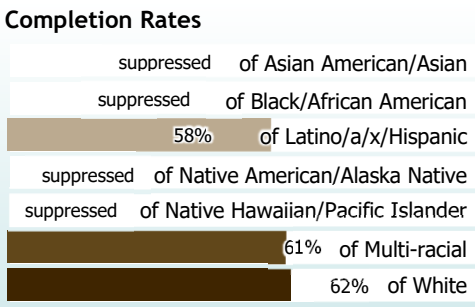 Completion Rates
suppressed of Asian American/Asian
suppressed of Black/African American
58% of Latino/a/x/Hispanic
suppressed of Native American/Alaska Native
suppressed of Native Hawaiian/Pacific Islander
61% of Multi-racial
62% of White